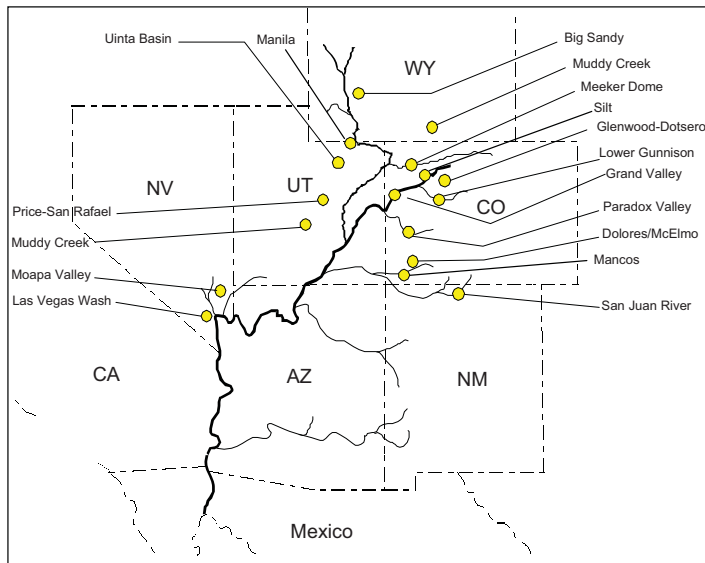 Uinta Basin
Manila
Big Sandy
WY
Muddy Creek
Meeker Dome
Silt
Glenwood-Dotsero
Lower Gunnison
Grand Valley
NV
UT
CO
Price-San Rafael
Paradox Valley
Muddy Creek
Dolores/McElmo
Mancos
Moapa Valley
Las Vegas Wash
San Juan River
CA
AZ
NM
Mexico